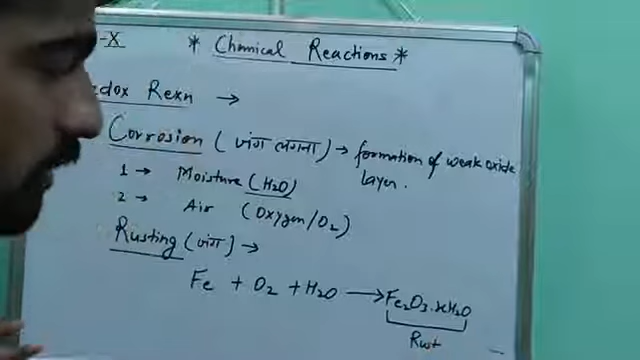 -X
* Chemical Reactions *
Rexn →
Corrosion (जंग लगना) → formation of weak oxide
layer.
1 → Moisture (H₂O)
2 → Air (Oxygen/O₂)
Rusting (जंग) →
Fe + O₂ + H₂O → Fe₂O₃.xH₂O
Rust